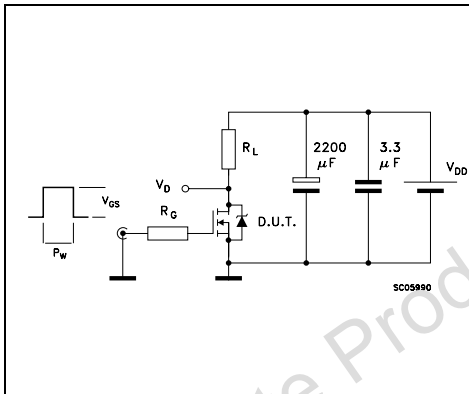 R_L
2200
μF
3.3
μF
V_DD
V_D
V_GS
R_G
D.U.T.
P_W
SC05990